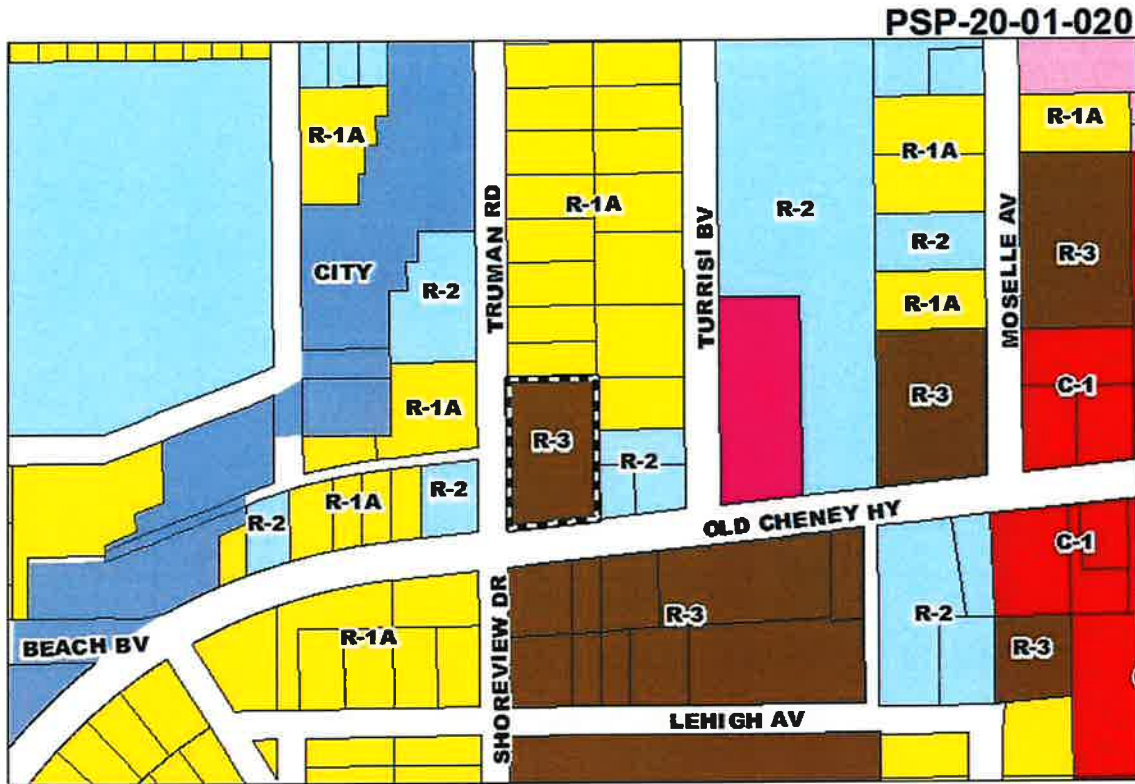 PSP-20-01-020
R-1A
R-1A
R-1A
TRUMAN RD
R-1A
R-2
TURRISI BV
R-2
MOSELLE AV
CITY
R-2
R-3
R-1A
R-1A
R-3
R-2
R-3
C-1
R-1A
R-2
R-2
OLD CHENEY HY
C-1
BEACH BV
R-1A
SHOREVIEW DR
R-3
R-2
R-3
LEHIGH AV